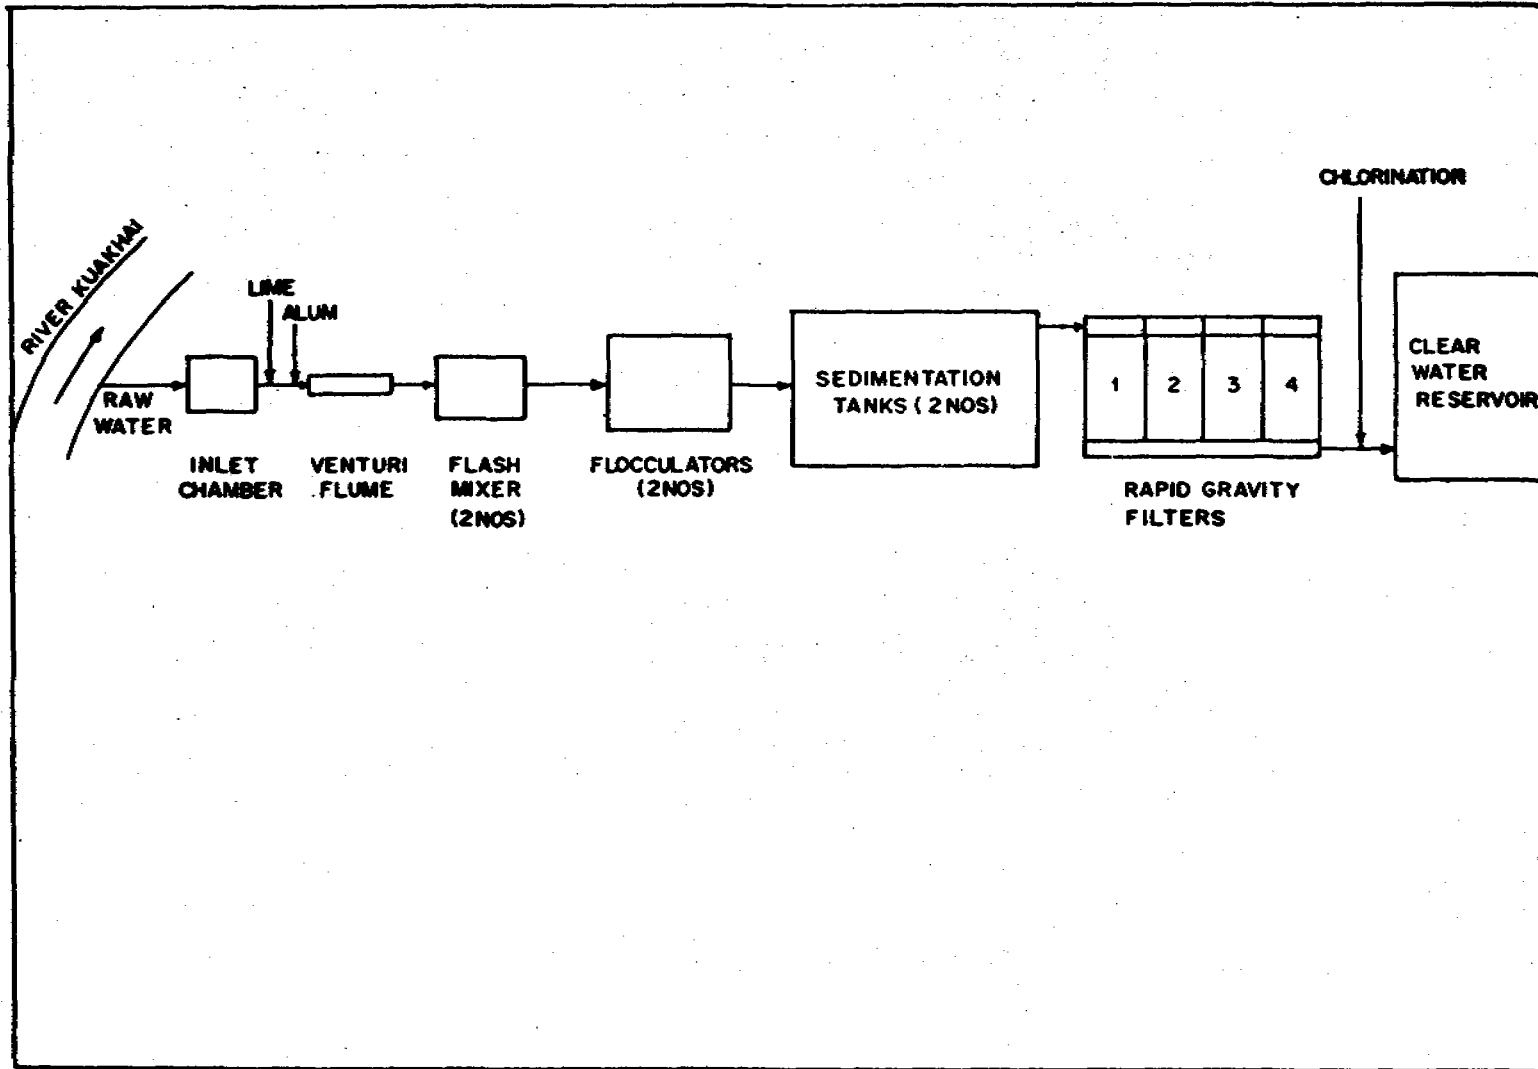 CHLORINATION
RIVER KUAKHAI
LIME
ALUM
RAW
WATER
INLET
CHAMBER
VENTURI
FLUME
FLASH
MIXER
(2NOS)
FLOCCULATORS
(2NOS)
SEDIMENTATION
TANKS (2NOS)
1 2 3 4
RAPID GRAVITY
FILTERS
CLEAR
WATER
RESERVOIR